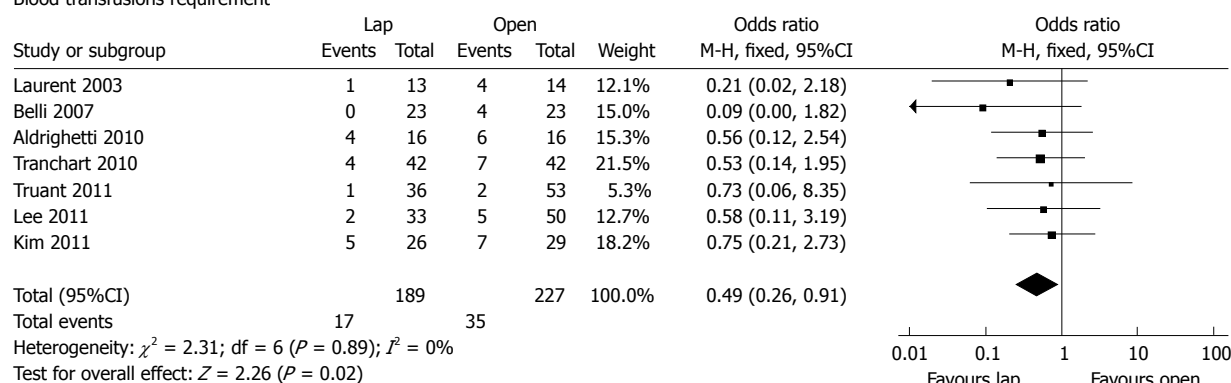 Blood transfusions requirement
Lap Open Odds ratio Odds ratio
Study or subgroup Events Total Events Total Weight M-H, fixed, 95%CI M-H, fixed, 95%CI
Laurent 2003 1 13 4 14 12.1% 0.21 (0.02, 2.18)
Belli 2007 0 23 4 23 15.0% 0.09 (0.00, 1.82)
Aldrighetti 2010 4 16 6 16 15.3% 0.56 (0.12, 2.54)
Tranchart 2010 4 42 7 42 21.5% 0.53 (0.14, 1.95)
Truant 2011 1 36 2 53 5.3% 0.73 (0.06, 8.35)
Lee 2011 2 33 5 50 12.7% 0.58 (0.11, 3.19)
Kim 2011 5 26 7 29 18.2% 0.75 (0.21, 2.73)
Total (95%CI) 189 227 100.0% 0.49 (0.26, 0.91)
Total events 17 35
Heterogeneity: χ² = 2.31; df = 6 (P = 0.89); I² = 0%
Test for overall effect: Z = 2.26 (P = 0.02)
0.01 0.1 1 10 100
Favours lap Favours open